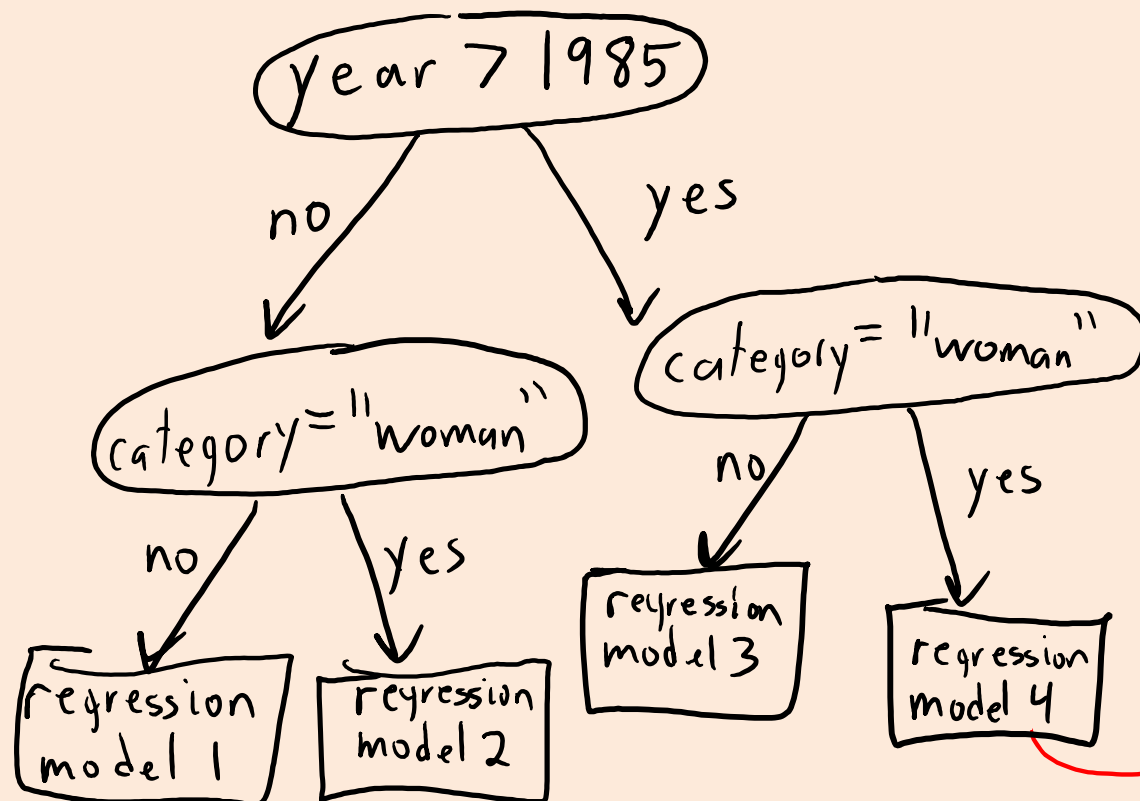 year > 1985
no
yes
category = "woman"
category = "woman"
no
yes
no
yes
regression
model 1
regression
model 2
regression
model 3
regression
model 4